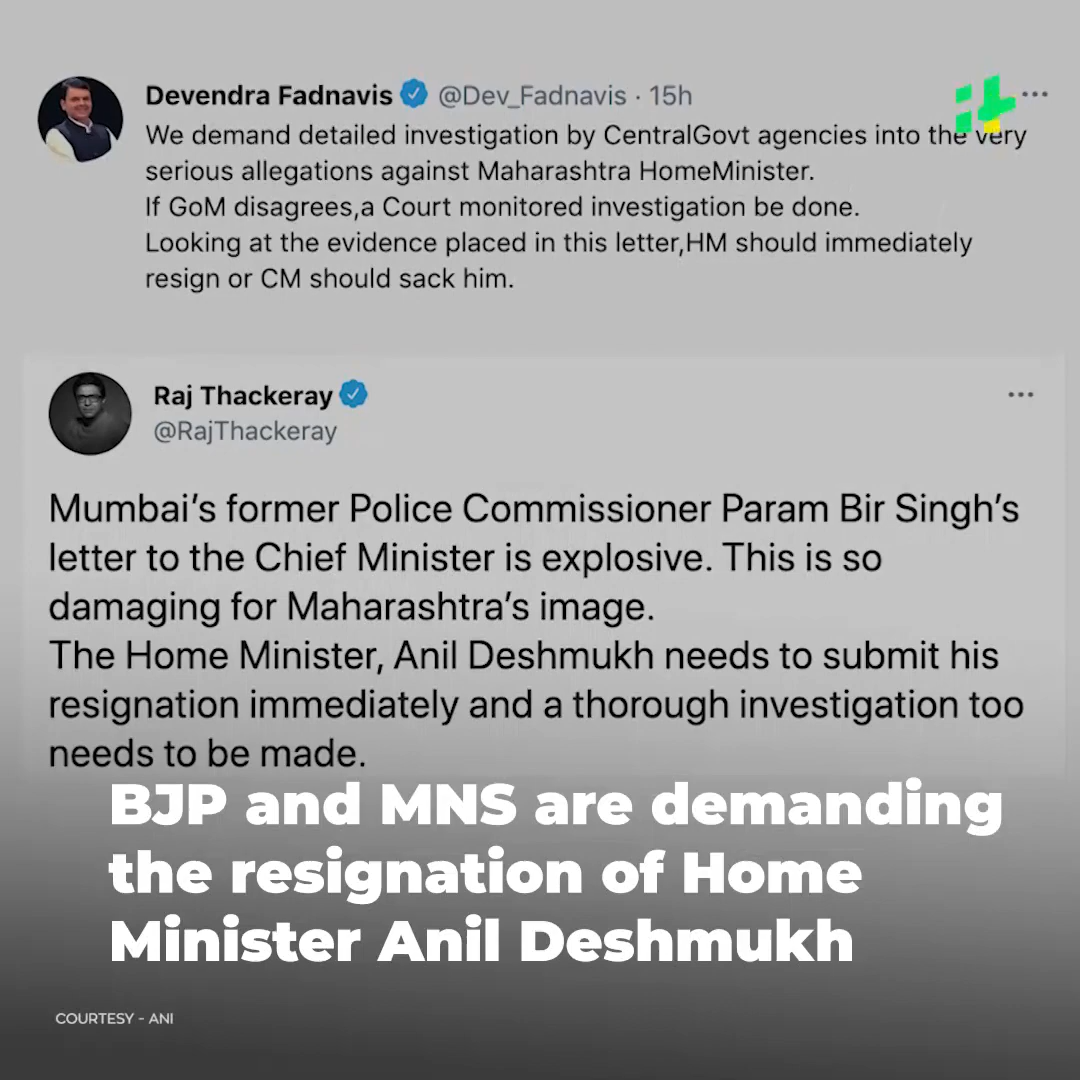 Devendra Fadnavis @Dev_Fadnavis · 15h
We demand detailed investigation by CentralGovt agencies into the very
serious allegations against Maharashtra HomeMinister.
If GoM disagrees,a Court monitored investigation be done.
Looking at the evidence placed in this letter,HM should immediately
resign or CM should sack him.
Raj Thackeray
@RajThackeray
Mumbai’s former Police Commissioner Param Bir Singh’s
letter to the Chief Minister is explosive. This is so
damaging for Maharashtra’s image.
The Home Minister, Anil Deshmukh needs to submit his
resignation immediately and a thorough investigation too
needs to be made.
BJP and MNS are demanding
the resignation of Home
Minister Anil Deshmukh
COURTESY - ANI